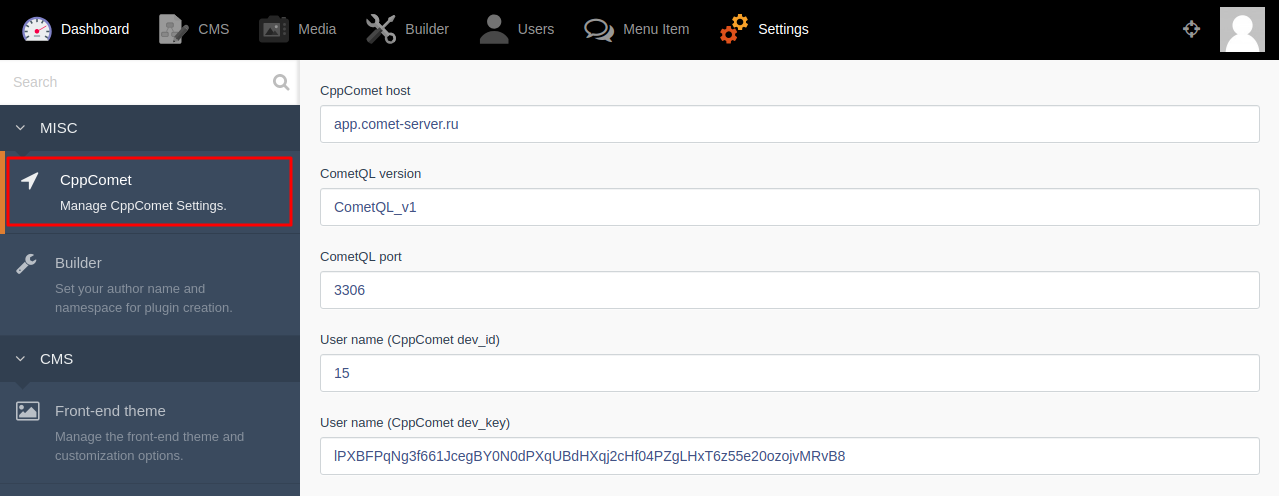 Dashboard CMS Media Builder Users Menu Item Settings
Search
MISC
CppComet
Manage CppComet Settings.
Builder
Set your author name and
namespace for plugin creation.
CMS
Front-end theme
Manage the front-end theme and
customization options.
CppComet host
app.comet-server.ru
CometQL version
CometQL_v1
CometQL port
3306
User name (CppComet dev_id)
15
User name (CppComet dev_key)
lPXBFPqNg3f661JcegBY0N0dPXqUBdHXqj2cHf04PZgLHxT6z55e20ozojvMRvB8